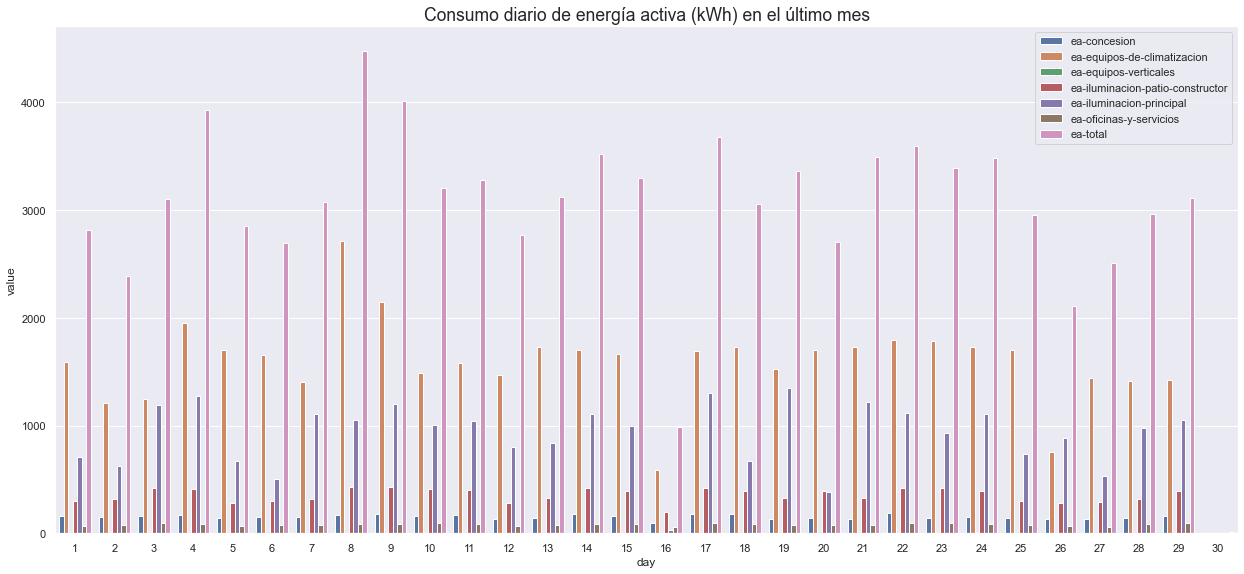 Consumo diario de energía activa (kWh) en el último mes
ea-concesion
ea-equipos-de-climatizacion
ea-equipos-verticales
ea-iluminacion-patio-constructor
ea-iluminacion-principal
ea-oficinas-y-servicios
ea-total
4000
3000
2000
1000
0
value
1 2 3 4 5 6 7 8 9 10 11 12 13 14 15 16 17 18 19 20 21 22 23 24 25 26 27 28 29 30
day